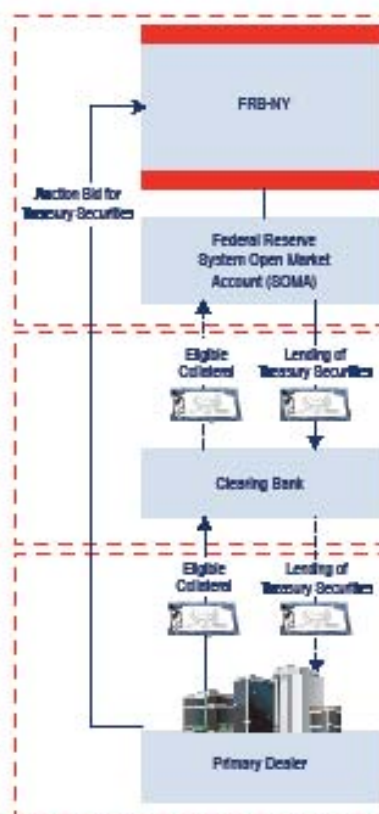 FRB-NY
Auction Bid for
Treasury Securities
Federal Reserve
System Open Market
Account (SOMA)
Eligible
Collateral
Lending of
Treasury Securities
Clearing Bank
Eligible
Collateral
Lending of
Treasury Securities
Primary Dealer